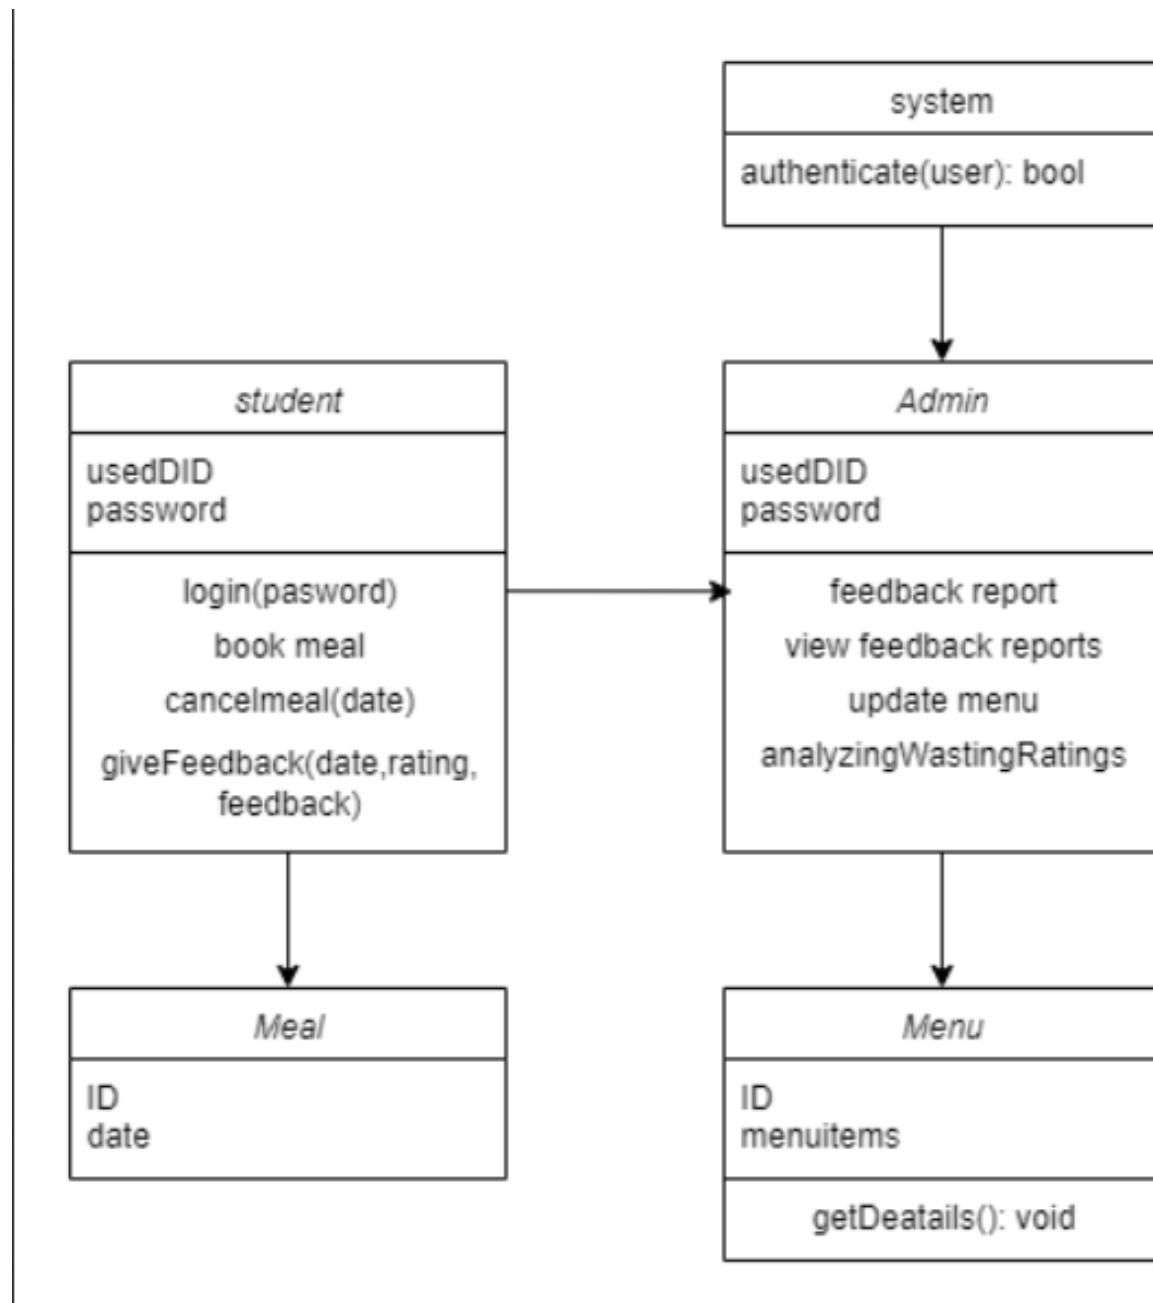 system
authenticate(user): bool
student
usedDID
password
login(pasword)
book meal
cancelmeal(date)
giveFeedback(date,rating,
feedback)
Admin
usedDID
password
feedback report
view feedback reports
update menu
analyzingWastingRatings
Meal
ID
date
Menu
ID
menuitems
getDeatails(): void